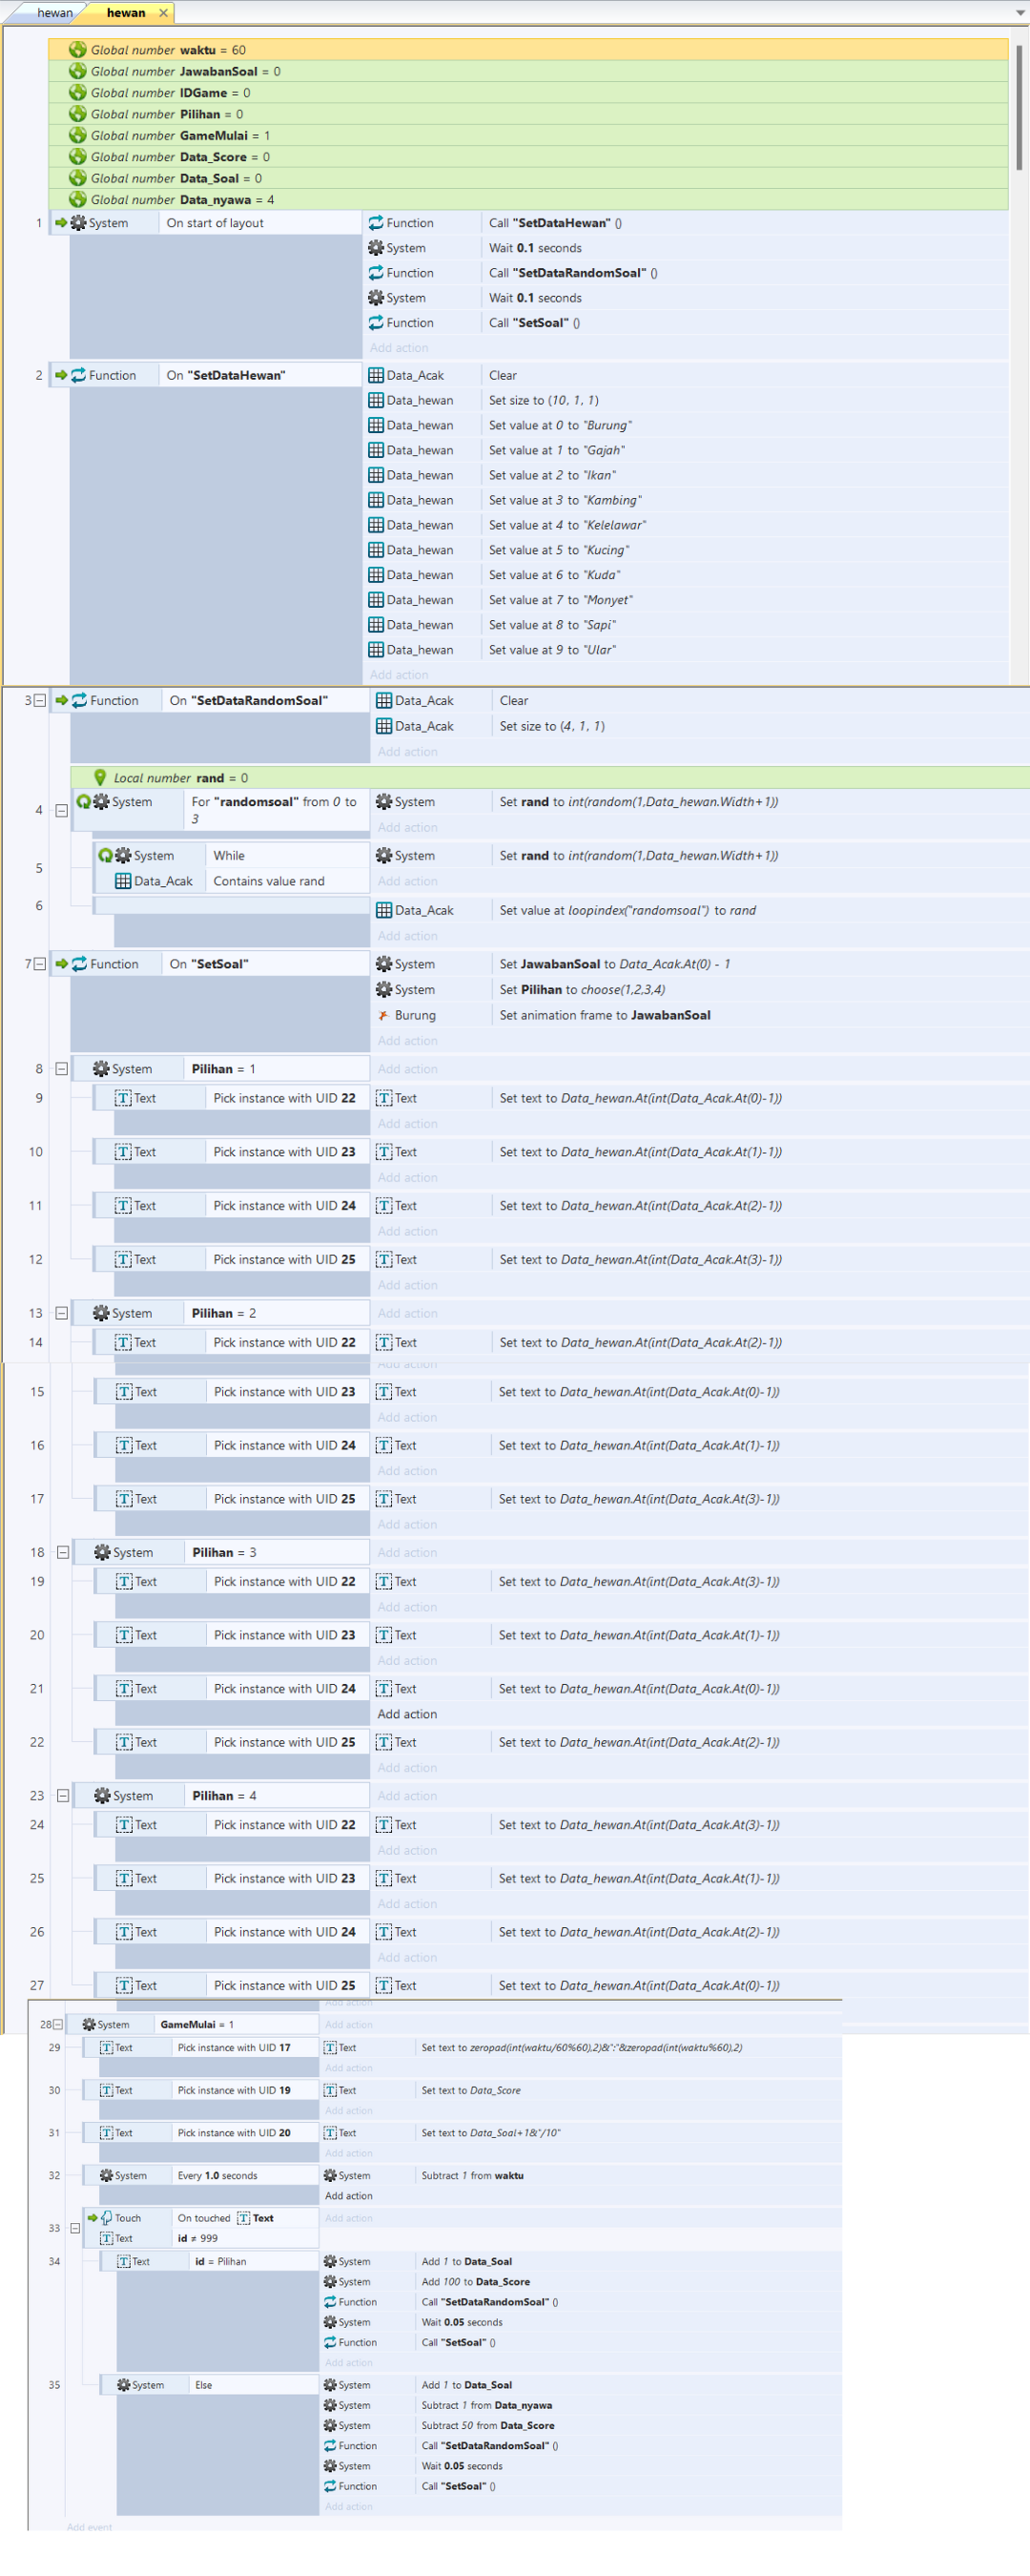 hewan hewan
Global number waktu = 60
Global number JawabanSoal = 0
Global number IDGame = 0
Global number Pilihan = 0
Global number GameMulai = 1
Global number Data_Score = 0
Global number Data_Soal = 0
Global number Data_nyawa = 4
1 System On start of layout Function Call "SetDataHewan" ()
System Wait 0.1 seconds
Function Call "SetDataRandomSoal" ()
System Wait 0.1 seconds
Function Call "SetSoal" ()
Add action
2 Function On "SetDataHewan" Data_Acak Clear
Data_hewan Set size to (10, 1, 1)
Data_hewan Set value at 0 to "Burung"
Data_hewan Set value at 1 to "Gajah"
Data_hewan Set value at 2 to "Ikan"
Data_hewan Set value at 3 to "Kambing"
Data_hewan Set value at 4 to "Kelelawar"
Data_hewan Set value at 5 to "Kucing"
Data_hewan Set value at 6 to "Kuda"
Data_hewan Set value at 7 to "Monyet"
Data_hewan Set value at 8 to "Sapi"
Data_hewan Set value at 9 to "Ular"
Add action
3 Function On "SetDataRandomSoal" Data_Acak Clear
Data_Acak Set size to (4, 1, 1)
Add action
Local number rand = 0
4 System For "randomsoal" from 0 to 3 System Set rand to int(random(1,Data_hewan.Width+1))
Add action
5 System While System Set rand to int(random(1,Data_hewan.Width+1))
Data_Acak Contains value rand Add action
6 Data_Acak Set value at loopindex("randomsoal") to rand
Add action
7 Function On "SetSoal" System Set JawabanSoal to Data_Acak.At(0) - 1
System Set Pilihan to choose(1,2,3,4)
Burung Set animation frame to JawabanSoal
Add action
8 System Pilihan = 1 Add action
9 Text Pick instance with UID 22 Text Set text to Data_hewan.At(int(Data_Acak.At(0)-1))
Add action
10 Text Pick instance with UID 23 Text Set text to Data_hewan.At(int(Data_Acak.At(1)-1))
Add action
11 Text Pick instance with UID 24 Text Set text to Data_hewan.At(int(Data_Acak.At(2)-1))
Add action
12 Text Pick instance with UID 25 Text Set text to Data_hewan.At(int(Data_Acak.At(3)-1))
Add action
13 System Pilihan = 2 Add action
14 Text Pick instance with UID 22 Text Set text to Data_hewan.At(int(Data_Acak.At(2)-1))
Add action
15 Text Pick instance with UID 23 Text Set text to Data_hewan.At(int(Data_Acak.At(0)-1))
Add action
16 Text Pick instance with UID 24 Text Set text to Data_hewan.At(int(Data_Acak.At(1)-1))
Add action
17 Text Pick instance with UID 25 Text Set text to Data_hewan.At(int(Data_Acak.At(3)-1))
Add action
18 System Pilihan = 3 Add action
19 Text Pick instance with UID 22 Text Set text to Data_hewan.At(int(Data_Acak.At(3)-1))
Add action
20 Text Pick instance with UID 23 Text Set text to Data_hewan.At(int(Data_Acak.At(1)-1))
Add action
21 Text Pick instance with UID 24 Text Set text to Data_hewan.At(int(Data_Acak.At(0)-1))
Add action
22 Text Pick instance with UID 25 Text Set text to Data_hewan.At(int(Data_Acak.At(2)-1))
Add action
23 System Pilihan = 4 Add action
24 Text Pick instance with UID 22 Text Set text to Data_hewan.At(int(Data_Acak.At(3)-1))
Add action
25 Text Pick instance with UID 23 Text Set text to Data_hewan.At(int(Data_Acak.At(1)-1))
Add action
26 Text Pick instance with UID 24 Text Set text to Data_hewan.At(int(Data_Acak.At(2)-1))
Add action
27 Text Pick instance with UID 25 Text Set text to Data_hewan.At(int(Data_Acak.At(0)-1))
Add action
28 System GameMulai = 1 Add action
29 Text Pick instance with UID 17 Text Set text to zeropad(int(waktu/60%60),2)&":"&zeropad(int(waktu%60),2)
Add action
30 Text Pick instance with UID 19 Text Set text to Data_Score
Add action
31 Text Pick instance with UID 20 Text Set text to Data_Soal+1&"/10"
Add action
32 System Every 1.0 seconds System Subtract 1 from waktu
Add action
33 Touch On touched Text Add action
Text id ≠ 999
34 Text id = Pilihan System Add 1 to Data_Soal
System Add 100 to Data_Score
Function Call "SetDataRandomSoal" ()
System Wait 0.05 seconds
Function Call "SetSoal" ()
Add action
35 System Else System Add 1 to Data_Soal
System Subtract 1 from Data_nyawa
System Subtract 50 from Data_Score
Function Call "SetDataRandomSoal" ()
System Wait 0.05 seconds
Function Call "SetSoal" ()
Add action
Add event